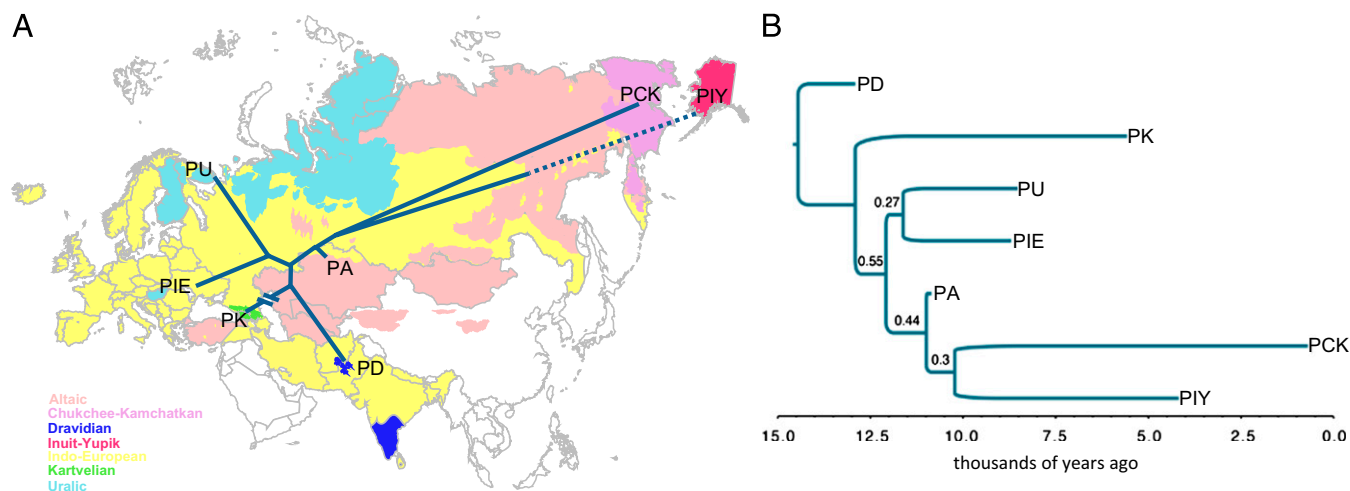 A
PCK
PIY
PU
PA
PIE
PK
PD
Altaic
Chukchee-Kamchatkan
Dravidian
Inuit-Yupik
Indo-European
Kartvelian
Uralic
B
PD
PK
PU
0.27
PIE
0.55
PA
0.44
PCK
0.3
PIY
15.0 12.5 10.0 7.5 5.0 2.5 0.0
thousands of years ago